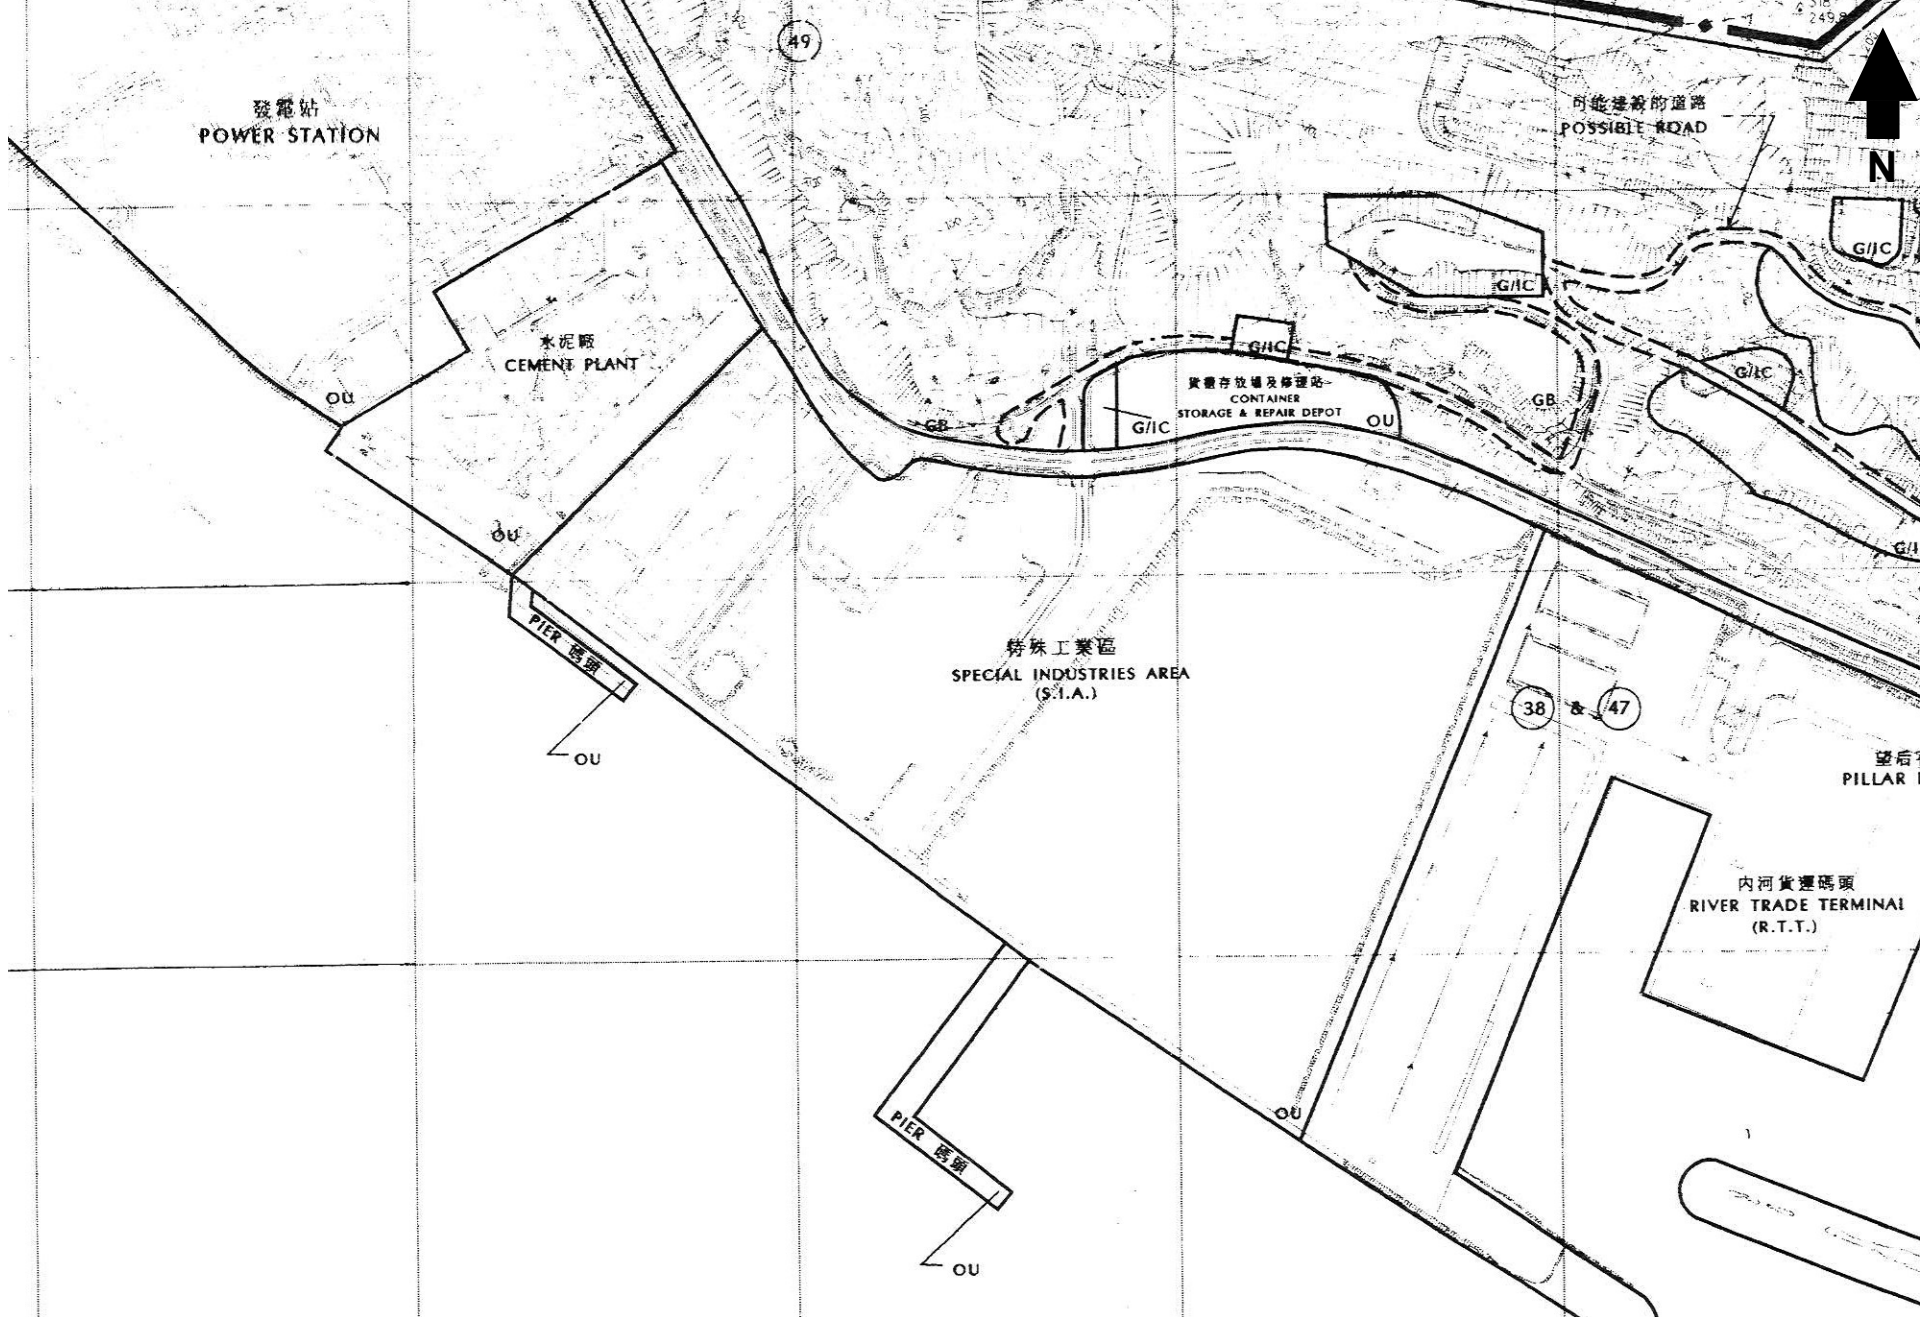 249.8
49
發電站
POWER STATION
可能建設的道路
POSSIBLE ROAD
N
G/IC
G/IC
水泥廠
CEMENT PLANT
G/IC
G/IC
貨櫃存放場及修理站
CONTAINER
STORAGE & REPAIR DEPOT
OU
GB
GB
G/IC
OU
OU
特殊工業區
SPECIAL INDUSTRIES AREA
(S.I.A.)
PIER 碼頭
38 & 47
OU
PILLAR
內河貨運碼頭
RIVER TRADE TERMINAL
(R.T.T.)
OU
PIER 碼頭
OU